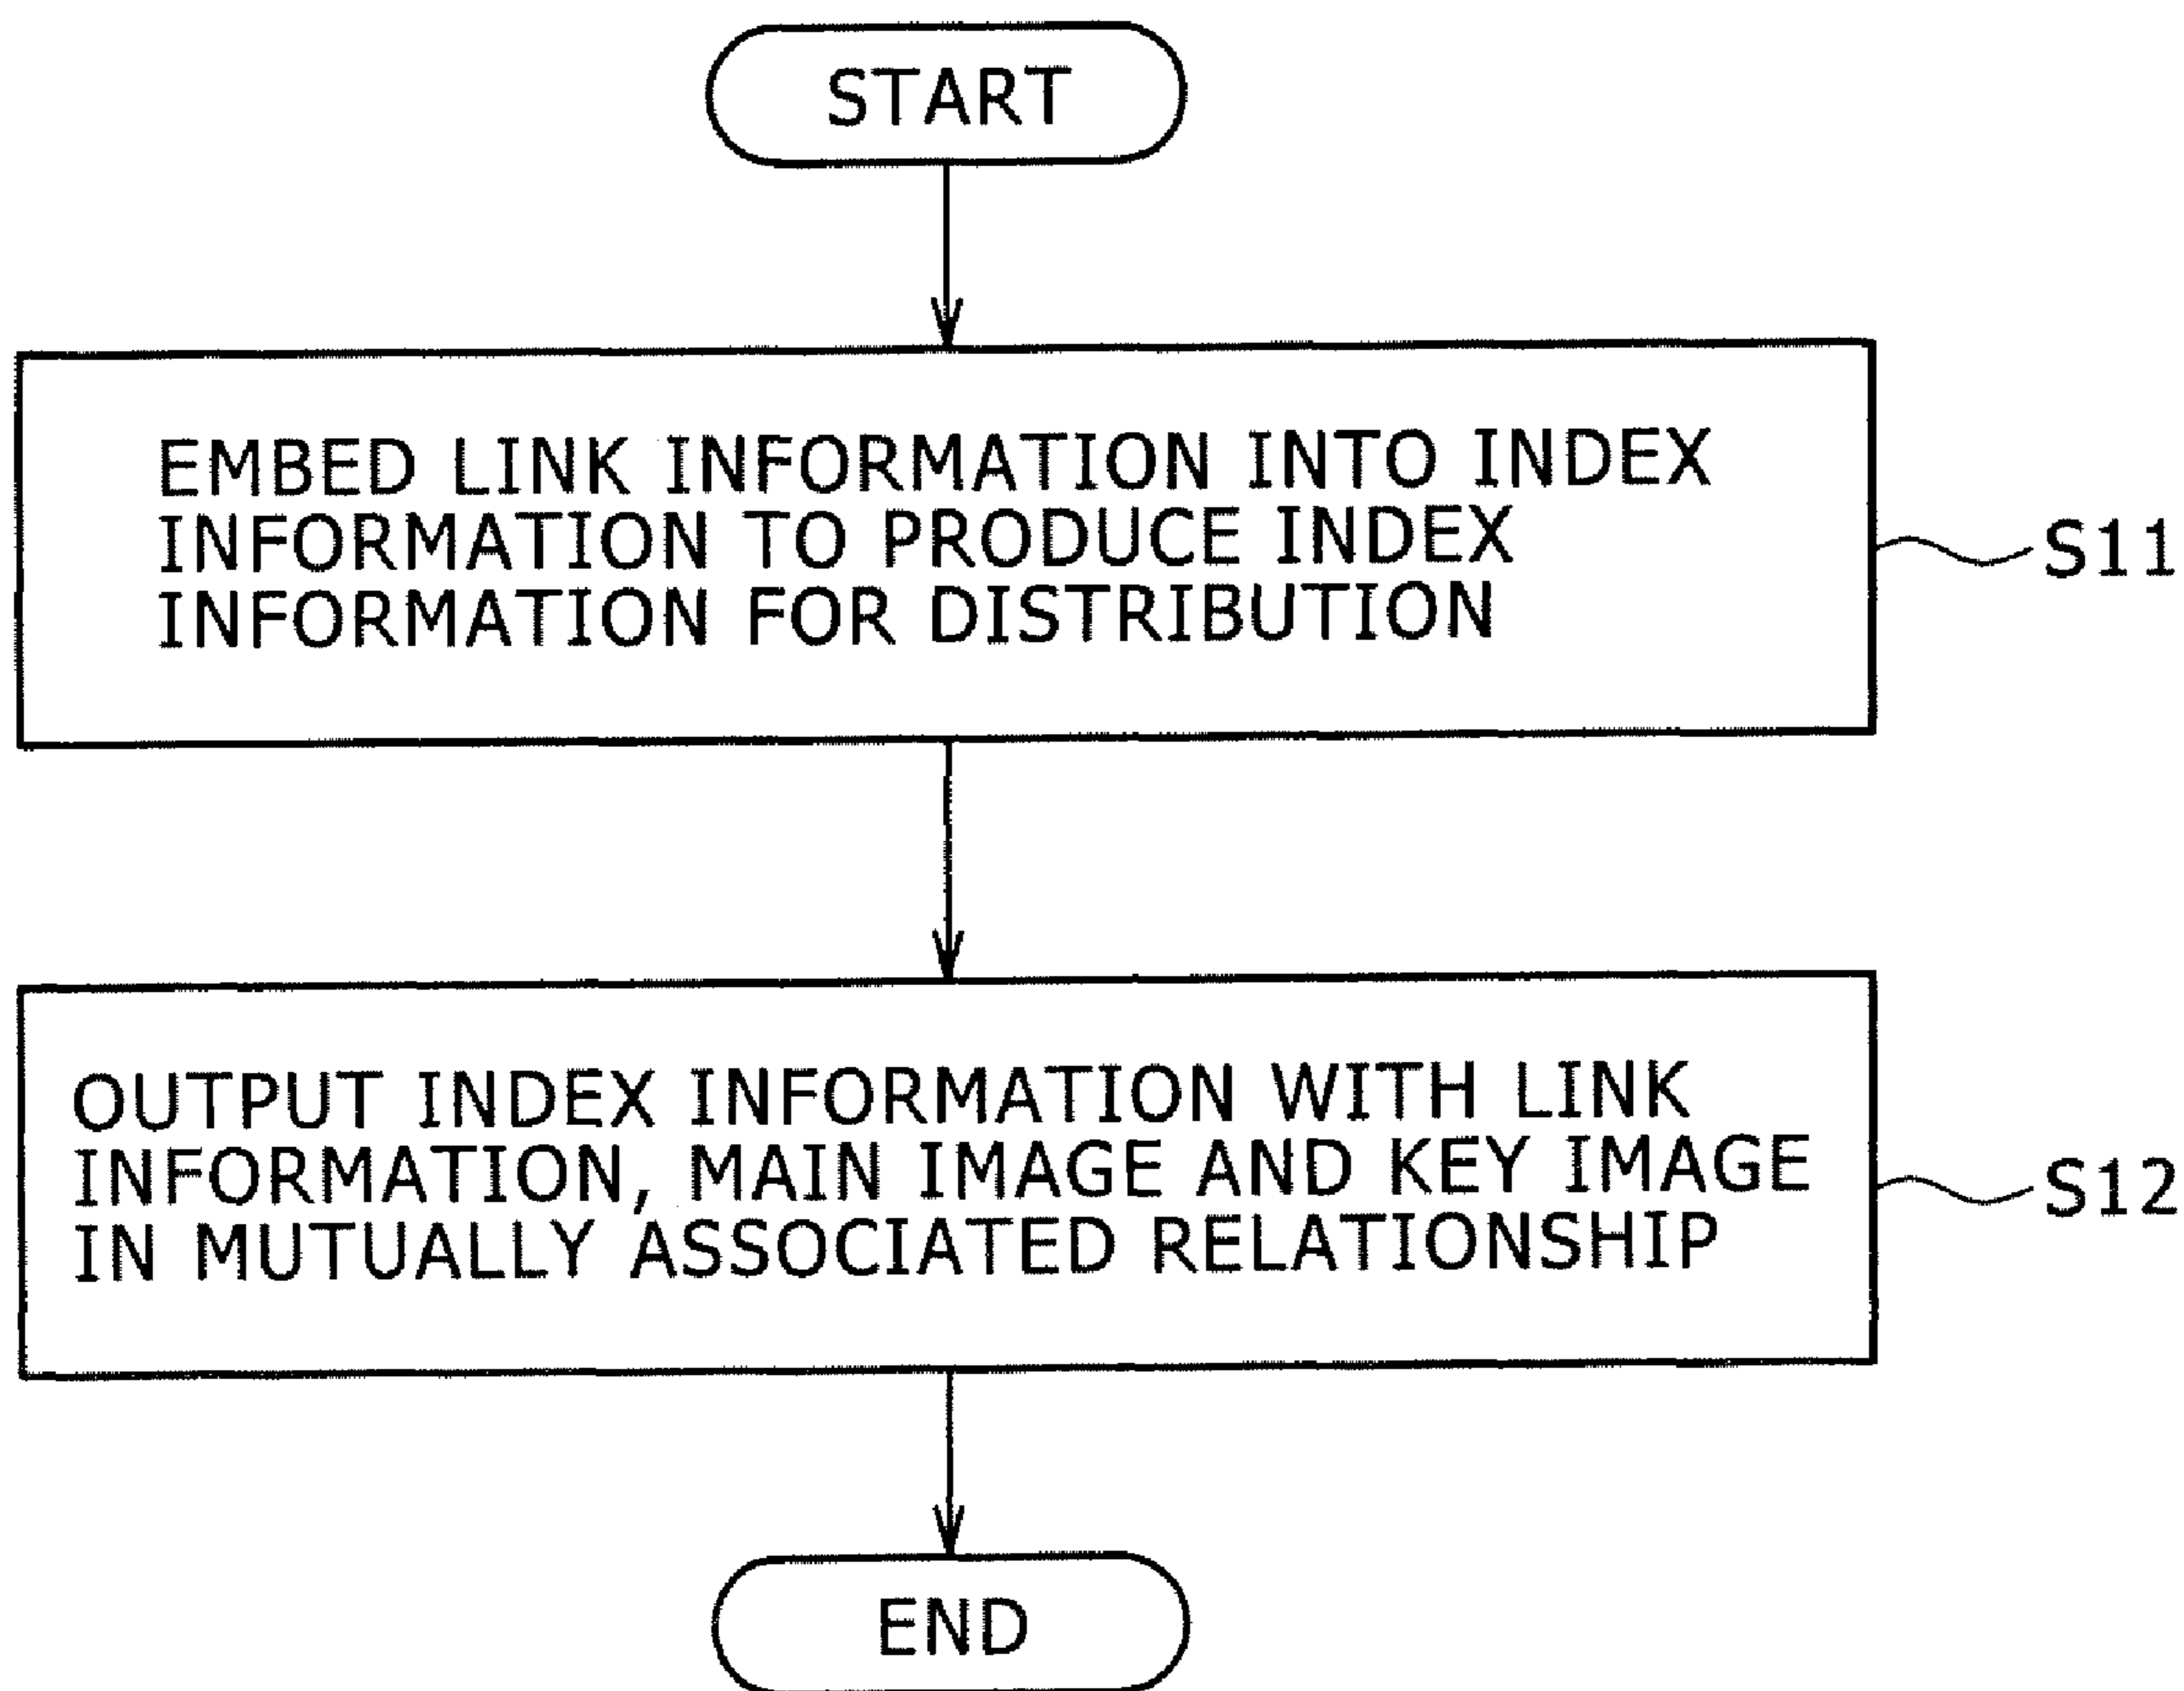 START
EMBED LINK INFORMATION INTO INDEX
INFORMATION TO PRODUCE INDEX
INFORMATION FOR DISTRIBUTION
S11
OUTPUT INDEX INFORMATION WITH LINK
INFORMATION, MAIN IMAGE AND KEY IMAGE
IN MUTUALLY ASSOCIATED RELATIONSHIP
S12
END